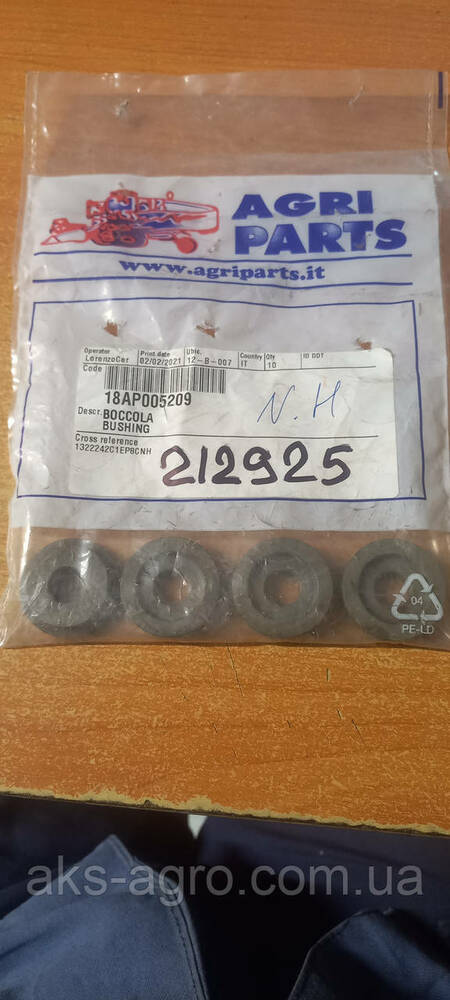 AGRI
PARTS
www.agriparts.it
Operator Print date Ubic. Country Qty ID DDT
LorenzoCer 02/02/2021 12-B-007 IT 10
Code
18AP005209
Descr. BOCCOLA
BUSHING
Cross reference
1322242C1EP8CNH
N.H
212925
04
PE-LD
aks-agro.com.ua